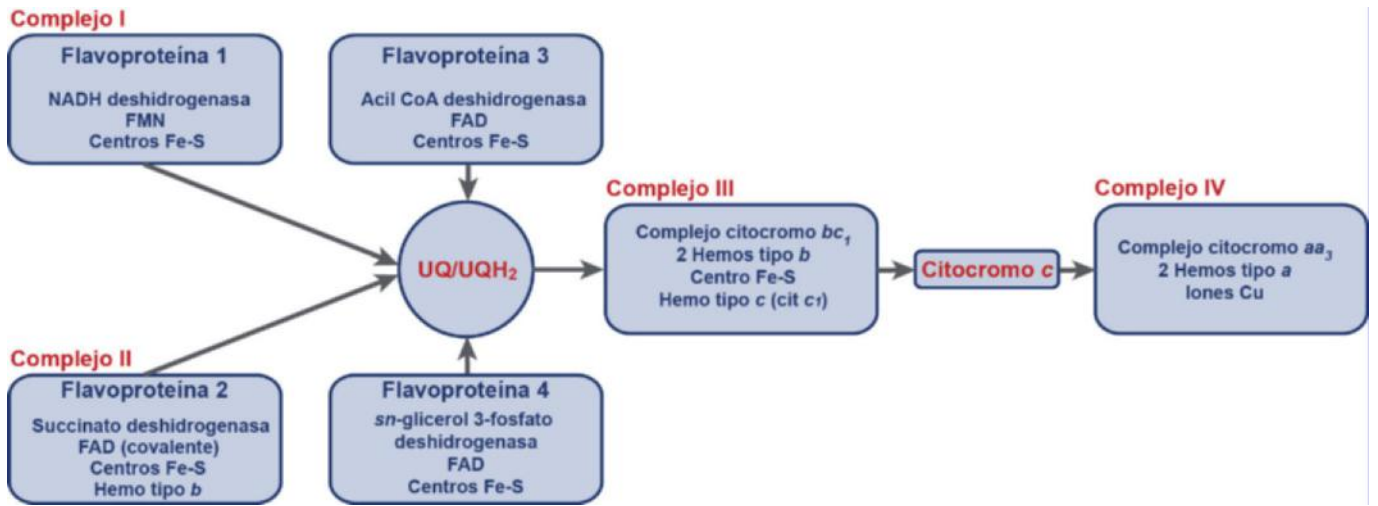 Complejo I
Flavoproteína 1
NADH deshidrogenasa
FMN
Centros Fe-S
Flavoproteína 3
Acil CoA deshidrogenasa
FAD
Centros Fe-S
UQ/UQH₂
Complejo III
Complejo citocromo bc₁
2 Hemos tipo b
Centro Fe-S
Hemo tipo c (cit c₁)
Citocromo c
Complejo IV
Complejo citocromo aa₃
2 Hemos tipo a
Iones Cu
Complejo II
Flavoproteína 2
Succinato deshidrogenasa
FAD (covalente)
Centros Fe-S
Hemo tipo b
Flavoproteína 4
sn-glicerol 3-fosfato
deshidrogenasa
FAD
Centros Fe-S